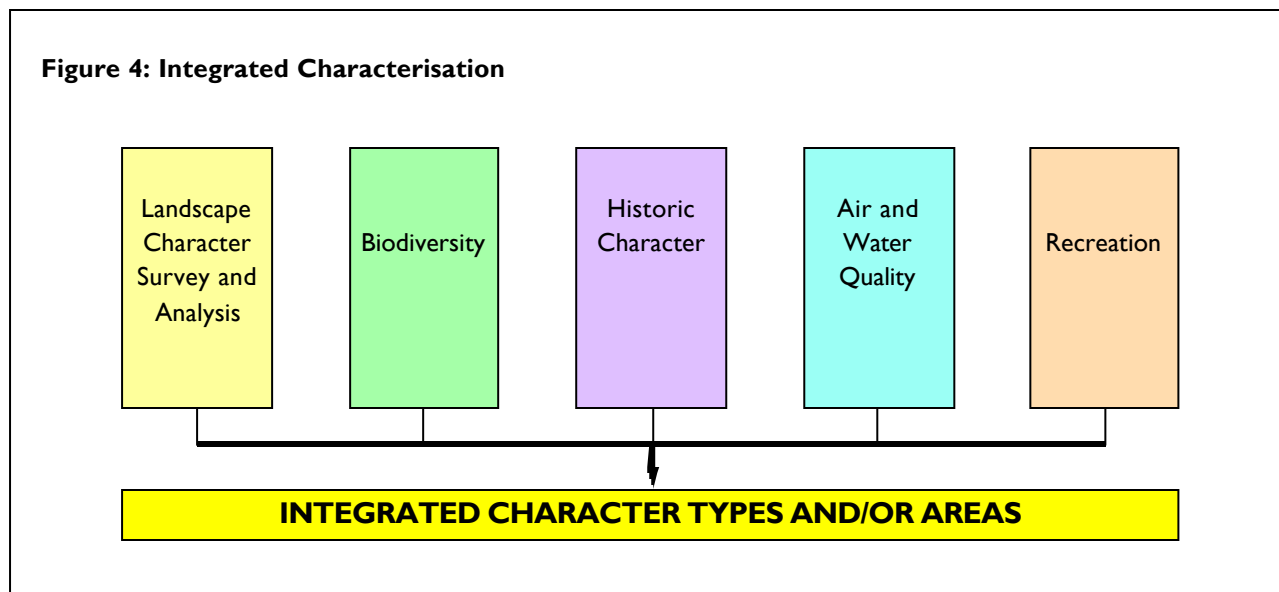 Figure 4: Integrated Characterisation
Landscape
Character
Survey and
Analysis
Biodiversity
Historic
Character
Air and
Water
Quality
Recreation
INTEGRATED CHARACTER TYPES AND/OR AREAS